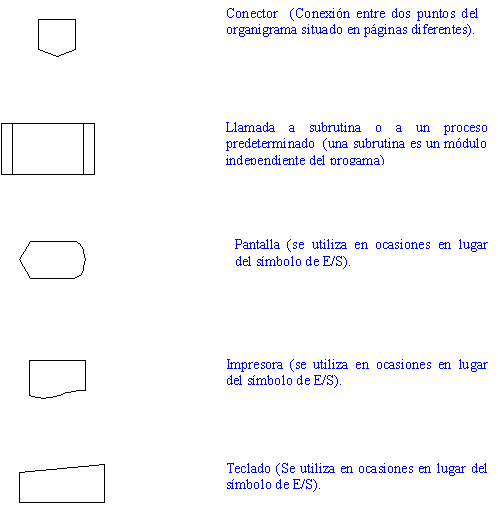 Conector (Conexión entre dos puntos del
organigrama situado en páginas diferentes).
Llamada a subrutina o a un proceso
predeterminado (una subrutina es un módulo
independiente del progama)
Pantalla (se utiliza en ocasiones en lugar
del símbolo de E/S).
Impresora (se utiliza en ocasiones en lugar
del símbolo de E/S).
Teclado (Se utiliza en ocasiones en lugar del
símbolo de E/S).